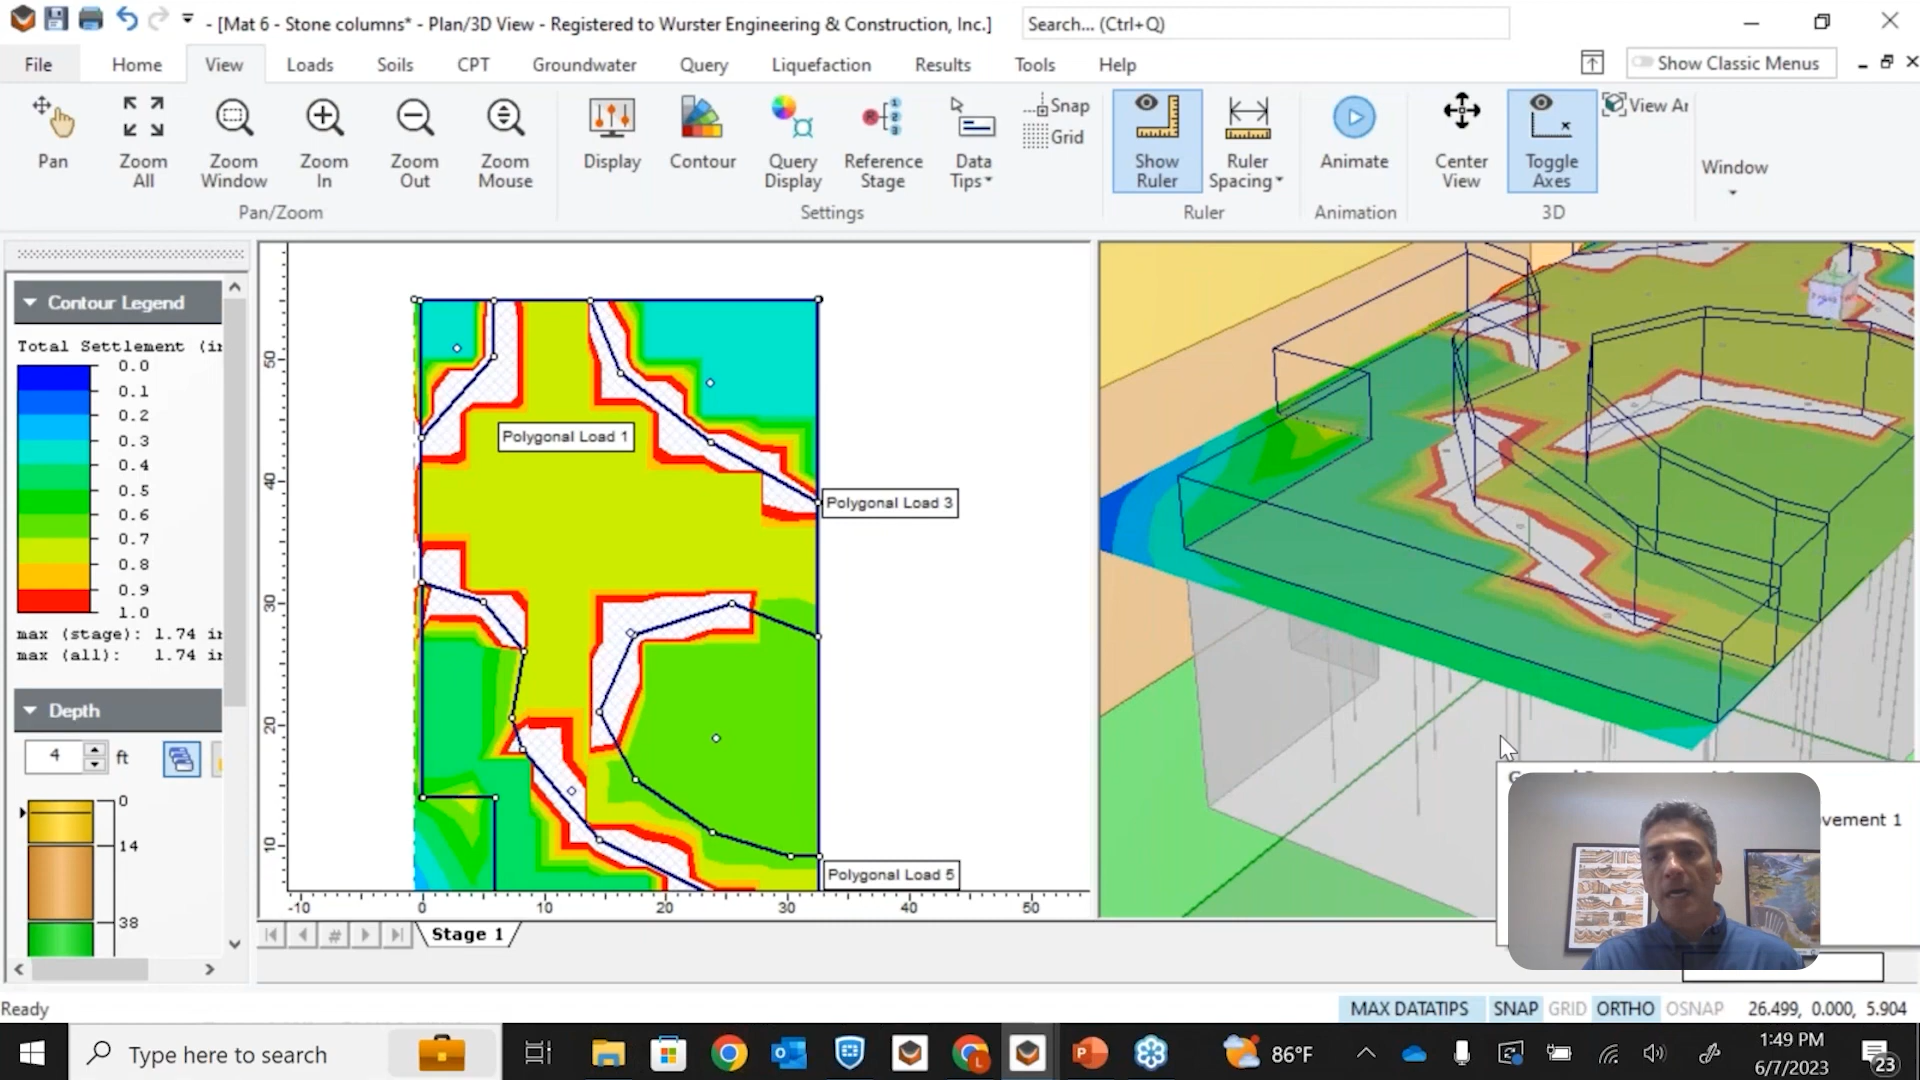 - [Mat 6 - Stone columns* - Plan/3D View - Registered to Wurster Engineering & Construction, Inc.]
Search... (Ctrl+Q)
File Home View Loads Soils CPT Groundwater Query Liquefaction Results Tools Help
Show Classic Menus
Pan
Zoom All
Zoom Window
Zoom In
Zoom Out
Zoom Mouse
Display
Contour
Query Display
Reference Stage
Data Tips
Snap
Grid
Show Ruler
Ruler Spacing
Animate
Center View
Toggle Axes
View Ar
Window
Pan/Zoom
Settings
Ruler
Animation
3D
Contour Legend
Total Settlement (in
0.0
0.1
0.2
0.3
0.4
0.5
0.6
0.7
0.8
0.9
1.0
max (stage): 1.74 in
max (all): 1.74 in
Depth
4 ft
0
14
38
50
40
30
20
10
Polygonal Load 1
Polygonal Load 3
Polygonal Load 5
-10 0 10 20 30 40 50
# Stage 1
vement 1
Ready
MAX DATATIPS SNAP GRID ORTHO OSNAP 26.499, 0.000, 5.904
Type here to search
86°F
1:49 PM
6/7/2023
23